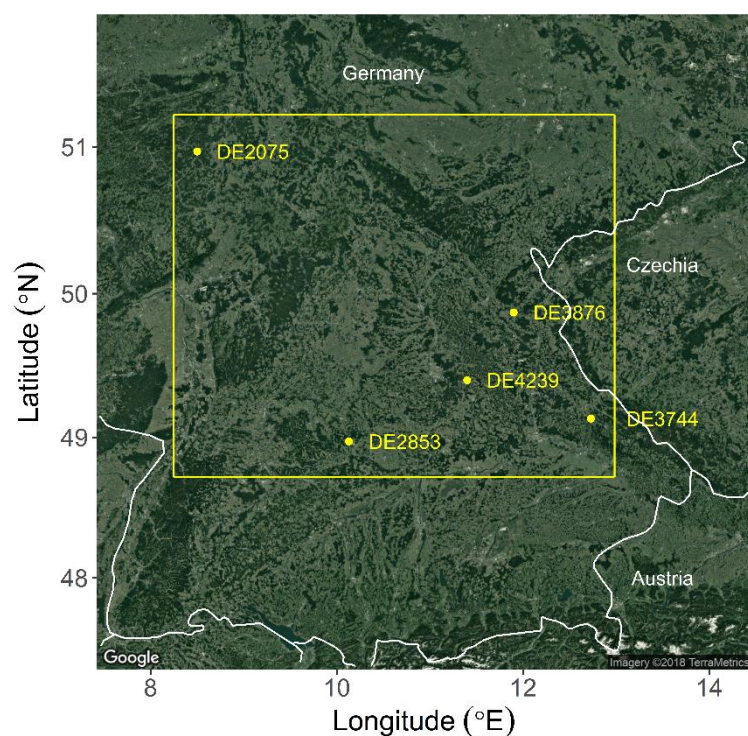 Germany
51
DE2075
Czechia
50
DE3876
DE4239
DE3744
49
DE2853
48
Austria
Google
Imagery ©2018 TerraMetrics
8
10
12
14
Longitude (°E)
Latitude (°N)